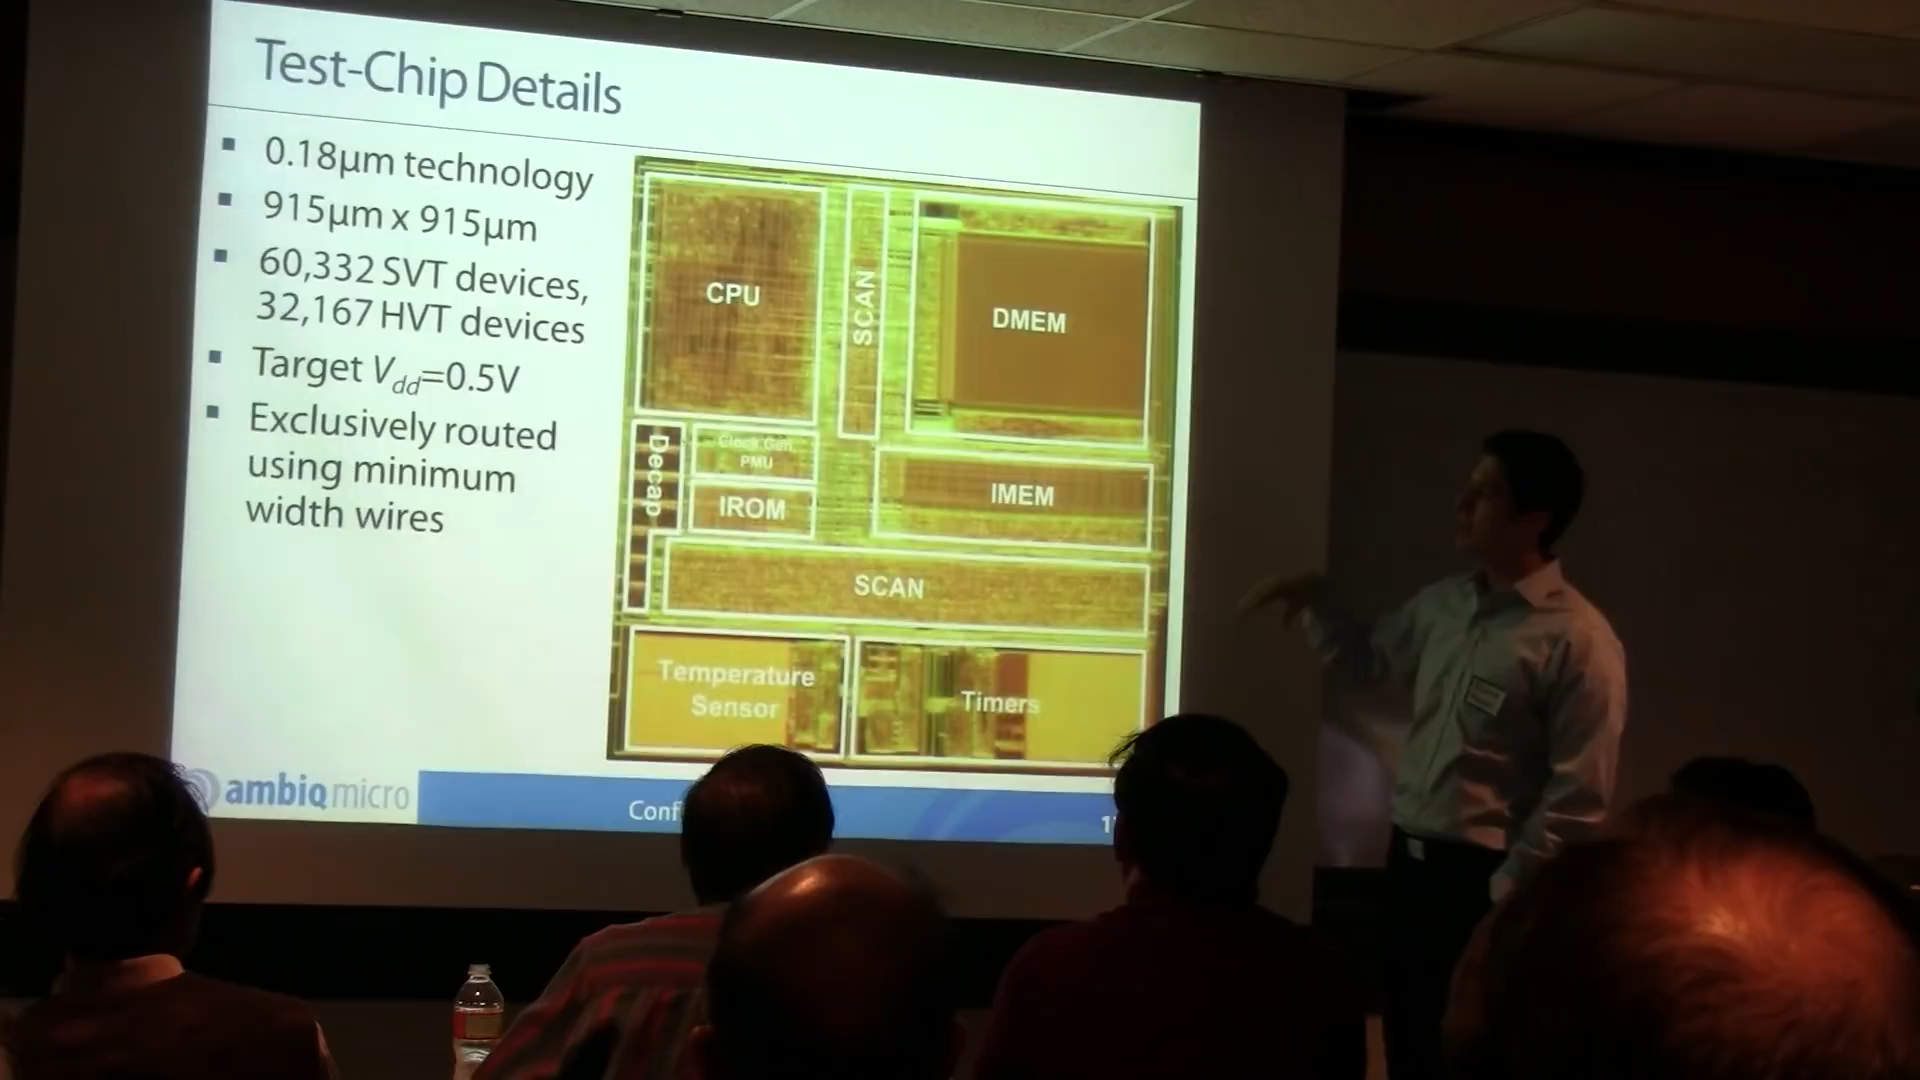 Test-Chip Details
0.18µm technology
915µm x 915µm
60,332 SVT devices,
32,167 HVT devices
Target Vdd=0.5V
Exclusively routed
using minimum
width wires
CPU
SCAN
DMEM
Decap
Clock Gen
PMU
IROM
IMEM
SCAN
Temperature
Sensor
Timers
ambiq micro